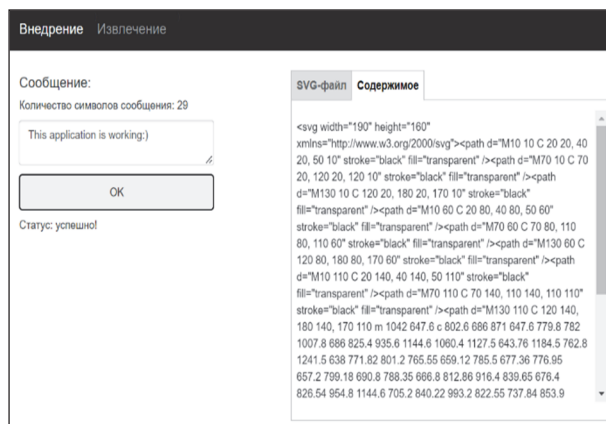 Внедрение Извлечение
Сообщение:
Количество символов сообщения: 29
This application is working:)
OK
Статус: успешно!
SVG-файл Содержимое
<svg width="190" height="160"
xmlns="http://www.w3.org/2000/svg"><path d="M10 10 C 20 20, 40
20, 50 10" stroke="black" fill="transparent" /><path d="M70 10 C 70
20, 120 20, 120 10" stroke="black" fill="transparent" /><path
d="M130 10 C 120 20, 180 20, 170 10" stroke="black"
fill="transparent" /><path d="M10 60 C 20 80, 40 80, 50 60"
stroke="black" fill="transparent" /><path d="M70 60 C 70 80, 110
80, 110 60" stroke="black" fill="transparent" /><path d="M130 60 C
120 80, 180 80, 170 60" stroke="black" fill="transparent" /><path
d="M10 110 C 20 140, 40 140, 50 110" stroke="black"
fill="transparent" /><path d="M70 110 C 70 140, 110 140, 110 110"
stroke="black" fill="transparent" /><path d="M130 110 C 120 140,
180 140, 170 110 m 1042 647.6 c 802.6 686 871 647.6 779.8 782
1007.8 686 825.4 935.6 1144.6 1060.4 1127.5 643.76 1184.5 762.8
1241.5 638 771.82 801.2 765.55 659.12 785.5 677.36 776.95
657.2 799.18 690.8 788.35 666.8 812.86 916.4 839.65 676.4
826.54 954.8 1144.6 705.2 840.22 993.2 822.55 737.84 853.9